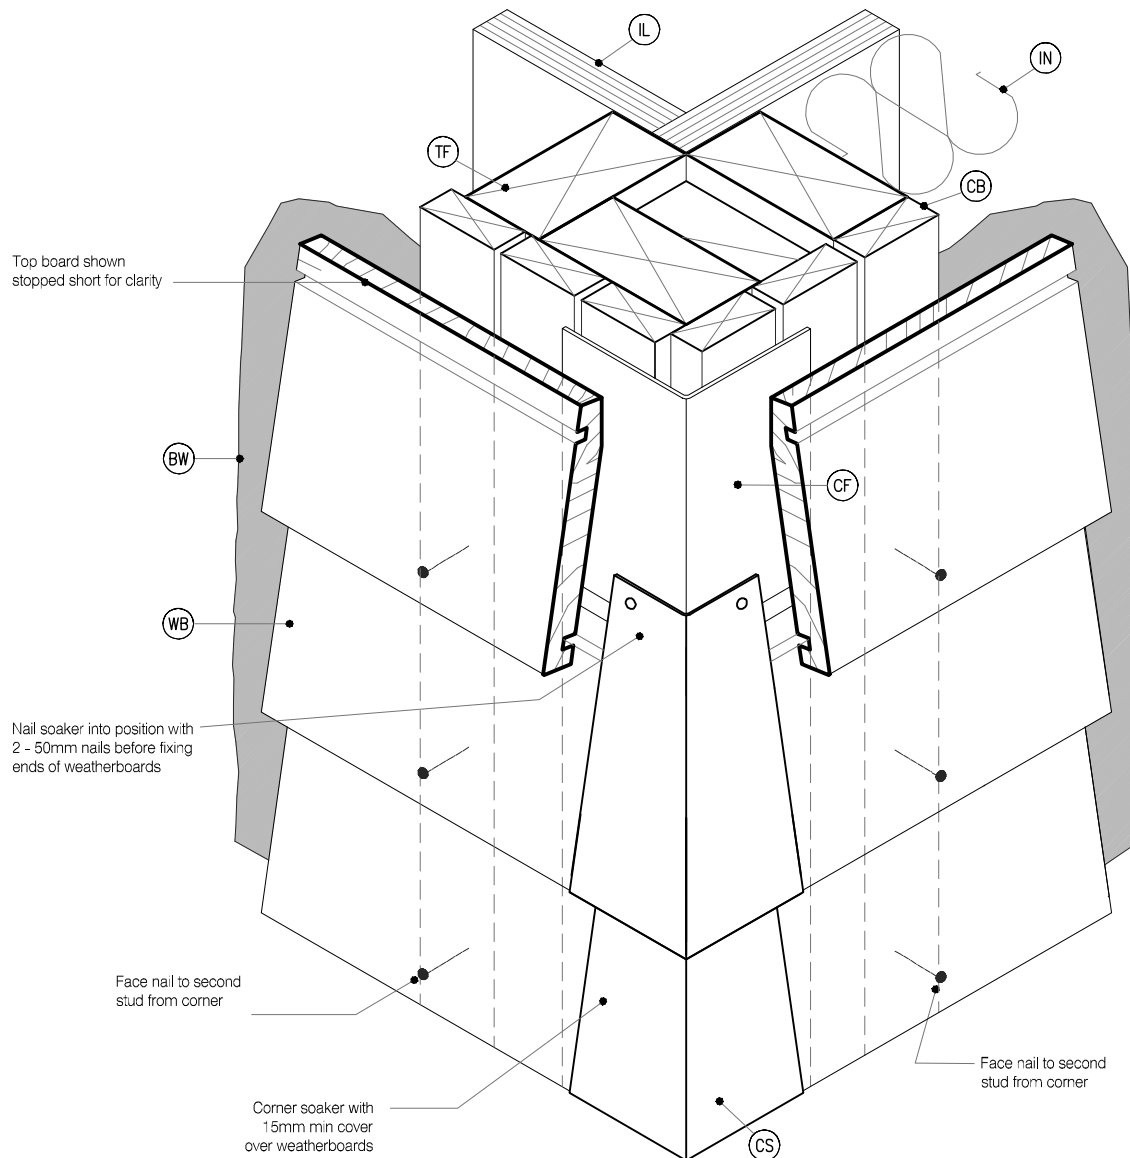 IL
IN
TF
CB
Top board shown
stopped short for clarity
BW
CF
WB
Nail soaker into position with
2 - 50mm nails before fixing
ends of weatherboards
Face nail to second
stud from corner
Face nail to second
stud from corner
Corner soaker with
15mm min cover
over weatherboards
CS